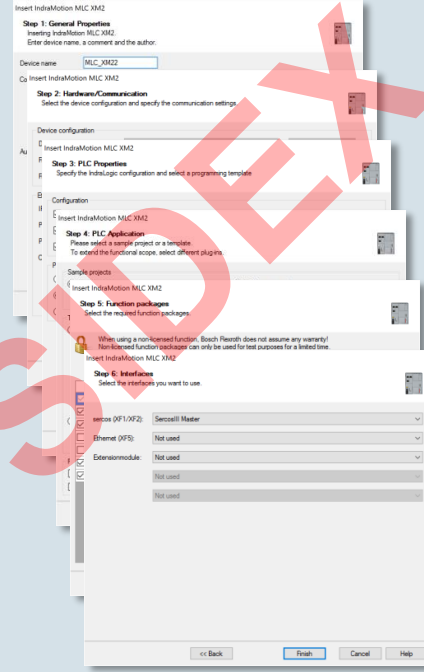 Insert IndraMotion MLC XM2
Step 1: General Properties
Inserting IndraMotion MLC XM2.
Enter device name, a comment and the author.
Device name MLC_XM22
Insert IndraMotion MLC XM2
Step 2: Hardware/Communication
Select the device configuration and specify the communication settings.
Device configuration
Au
Insert IndraMotion MLC XM2
Step 3: PLC Properties
Specify the IndraLogic configuration and select a programming template
Configuration
Insert IndraMotion MLC XM2
Step 4: PLC Application
Please select a sample project or a template.
To extend the functional scope, select different plug-ins.
Sample projects
Insert IndraMotion MLC XM2
Step 5: Function packages
Select the required function packages.
When using a non-licensed function, Bosch Rexroth does not assume any warranty!
Non-licensed function packages can only be used for test purposes for a limited time.
Insert IndraMotion MLC XM2
Step 6: Interfaces
Select the interfaces you want to use.
sercos (XF1/XF2): SercosIII Master
Ethernet (XF5): Not used
Extensionmodule: Not used
Not used
Not used
<< Back Finish Cancel Help
SIDEX